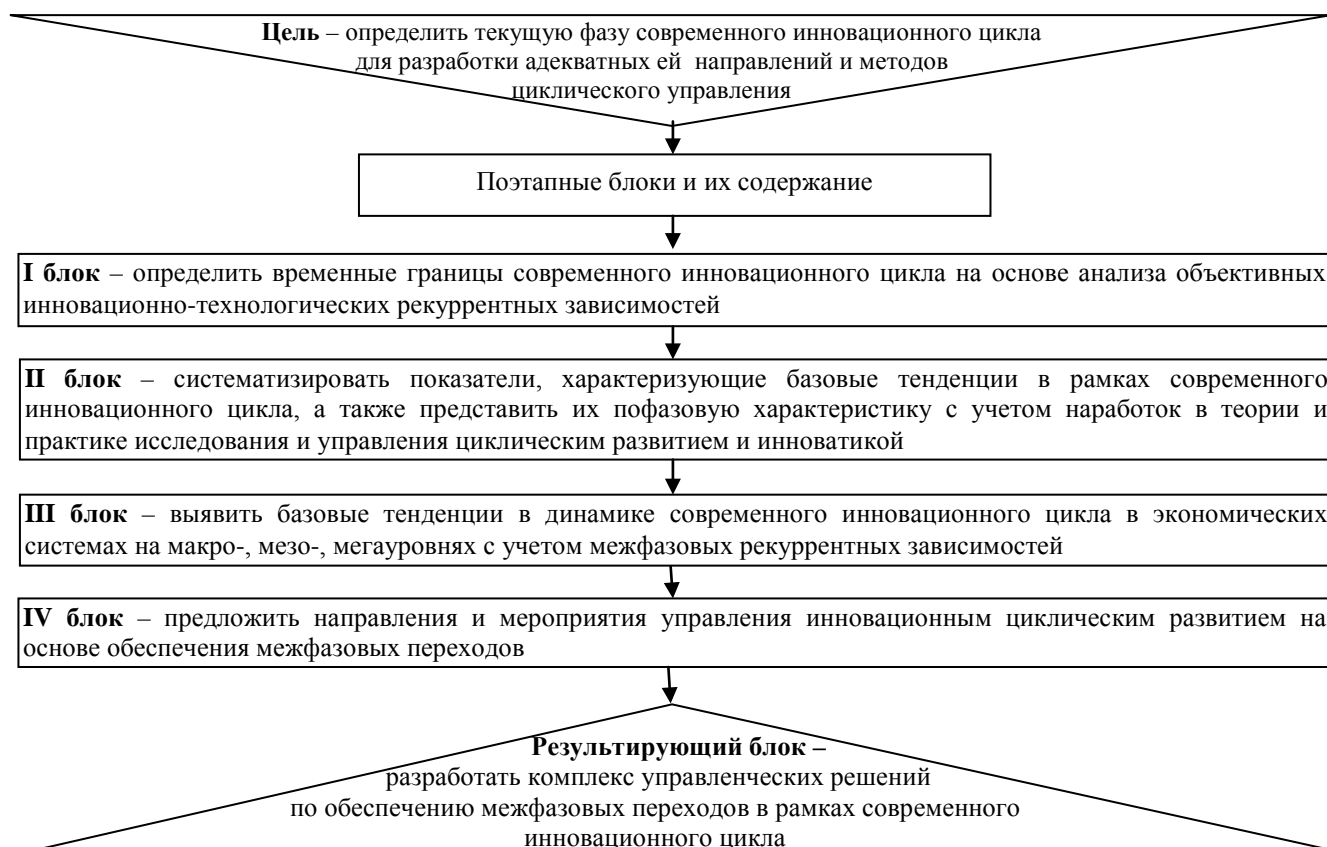 Цель – определить текущую фазу современного инновационного цикла
для разработки адекватных ей направлений и методов
циклического управления
Поэтапные блоки и их содержание
I блок – определить временные границы современного инновационного цикла на основе анализа объективных
инновационно-технологических рекуррентных зависимостей
II блок – систематизировать показатели, характеризующие базовые тенденции в рамках современного
инновационного цикла, а также представить их пофазовую характеристику с учетом наработок в теории и
практике исследования и управления циклическим развитием и инноватикой
III блок – выявить базовые тенденции в динамике современного инновационного цикла в экономических
системах на макро-, мезо-, мегауровнях с учетом межфазовых рекуррентных зависимостей
IV блок – предложить направления и мероприятия управления инновационным циклическим развитием на
основе обеспечения межфазовых переходов
Результирующий блок –
разработать комплекс управленческих решений
по обеспечению межфазовых переходов в рамках современного
инновационного цикла